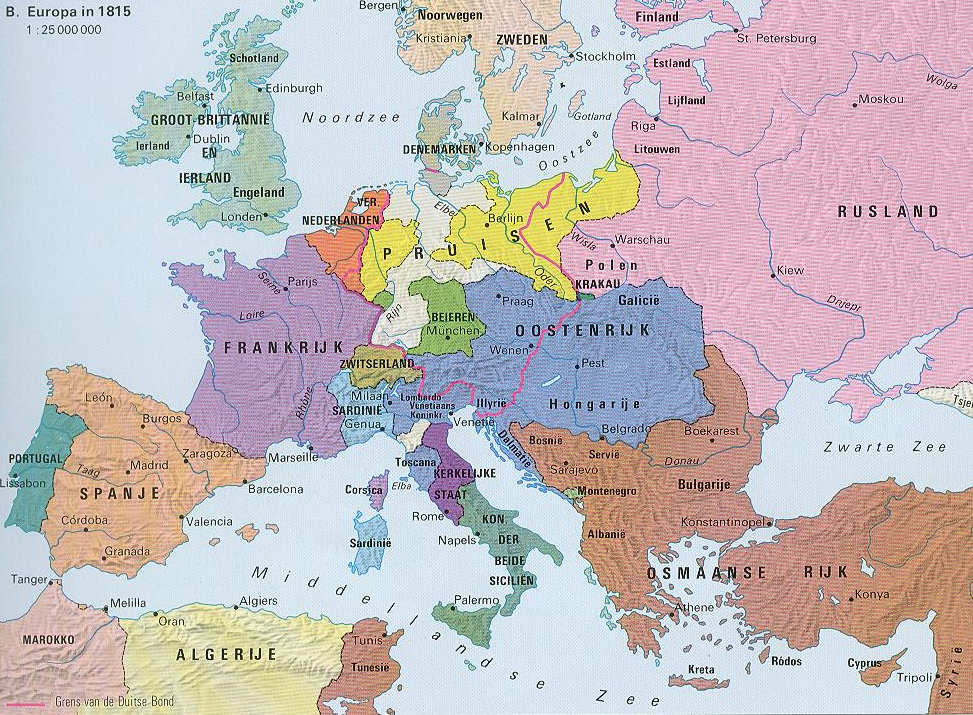 B. Europa in 1815
1 : 25 000 000
Bergen
Noorwegen
Kristiania
ZWEDEN
Stockholm
Finland
St. Petersburg
Estland
Lijfland
Wolga
Moskou
Schotland
Edinburgh
Belfast
GROOT-BRITTANNIË
Dublin
Ierland
EN
IERLAND
Engeland
Londen
Noordzee
Kalmar
Gotland
Riga
Litouwen
DENEMARKEN
Kopenhagen
Oostzee
VER.
NEDERLANDEN
Elbe
Berlijn
PRUISEN
Wisla
Warschau
Polen
Oder
KRAKAU
Galicië
RUSLAND
Kiew
Dnjepr
Seine
Parijs
Loire
FRANKRIJK
Rhône
Rijn
Praag
BEIEREN
München
OOSTENRIJK
Wenen
Pest
ZWITSERLAND
Milaan
Lombardo-
Venetiaans
Koninkr.
SARDINIË
Genua
Venetië
Illyrië
Hongarije
Tsje
León
Burgos
Zaragoza
Marseille
PORTUGAL
Taag
Madrid
Lissabon
SPANJE
Barcelona
Córdoba
Valencia
Granada
Toscana
Corsica
Elba
KERKELIJKE
STAAT
Rome
Dalmatië
Bosnië
Belgrado
Servië
Sarajevo
Boekarest
Donau
Bulgarije
Montenegro
Zwarte Zee
Sardinië
Napels
KON.
DER
BEIDE
SICILIËN
Albanië
Konstantinopel
OSMAANSE RIJK
Konya
Athene
Palermo
Middellandse Zee
Tanger
Melilla
Oran
Algiers
MAROKKO
ALGERIJE
Tunis
Tunesië
Kreta
Ródos
Cyprus
Tripoli
Syrië
Grens van de Duitse Bond